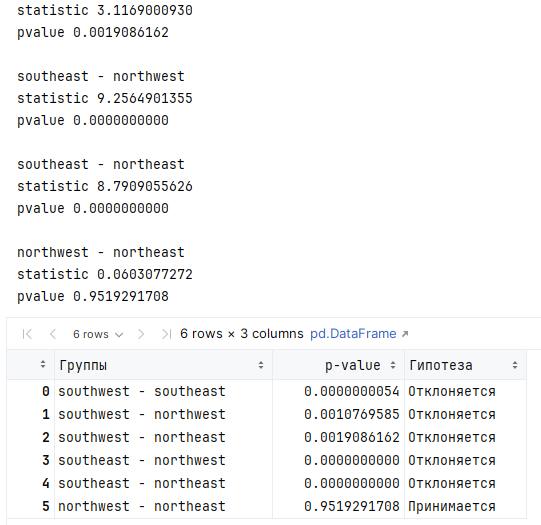 statistic 3.1169000930
pvalue 0.0019086162
southeast - northwest
statistic 9.2564901355
pvalue 0.0000000000
southeast - northeast
statistic 8.7909055626
pvalue 0.0000000000
northwest - northeast
statistic 0.0603077272
pvalue 0.9519291708
6 rows 6 rows × 3 columns pd.DataFrame
Группы p-value Гипотеза
0 southwest - southeast 0.0000000054 Отклоняется
1 southwest - northwest 0.0010769585 Отклоняется
2 southwest - northeast 0.0019086162 Отклоняется
3 southeast - northwest 0.0000000000 Отклоняется
4 southeast - northeast 0.0000000000 Отклоняется
5 northwest - northeast 0.9519291708 Принимается